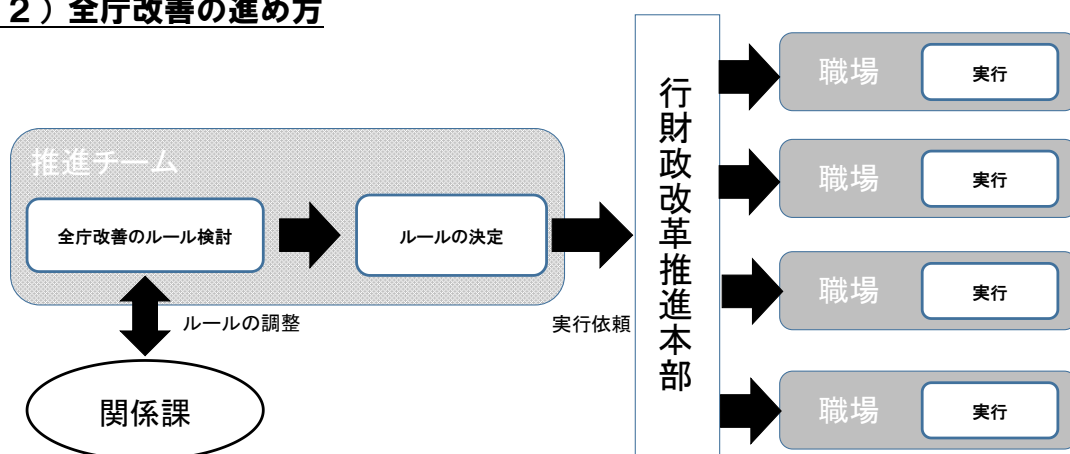 ２）全庁改善の進め方
推進チーム
全庁改善のルール検討
ルールの決定
ルールの調整
関係課
実行依頼
行財政改革推進本部
職場
実行
職場
実行
職場
実行
職場
実行